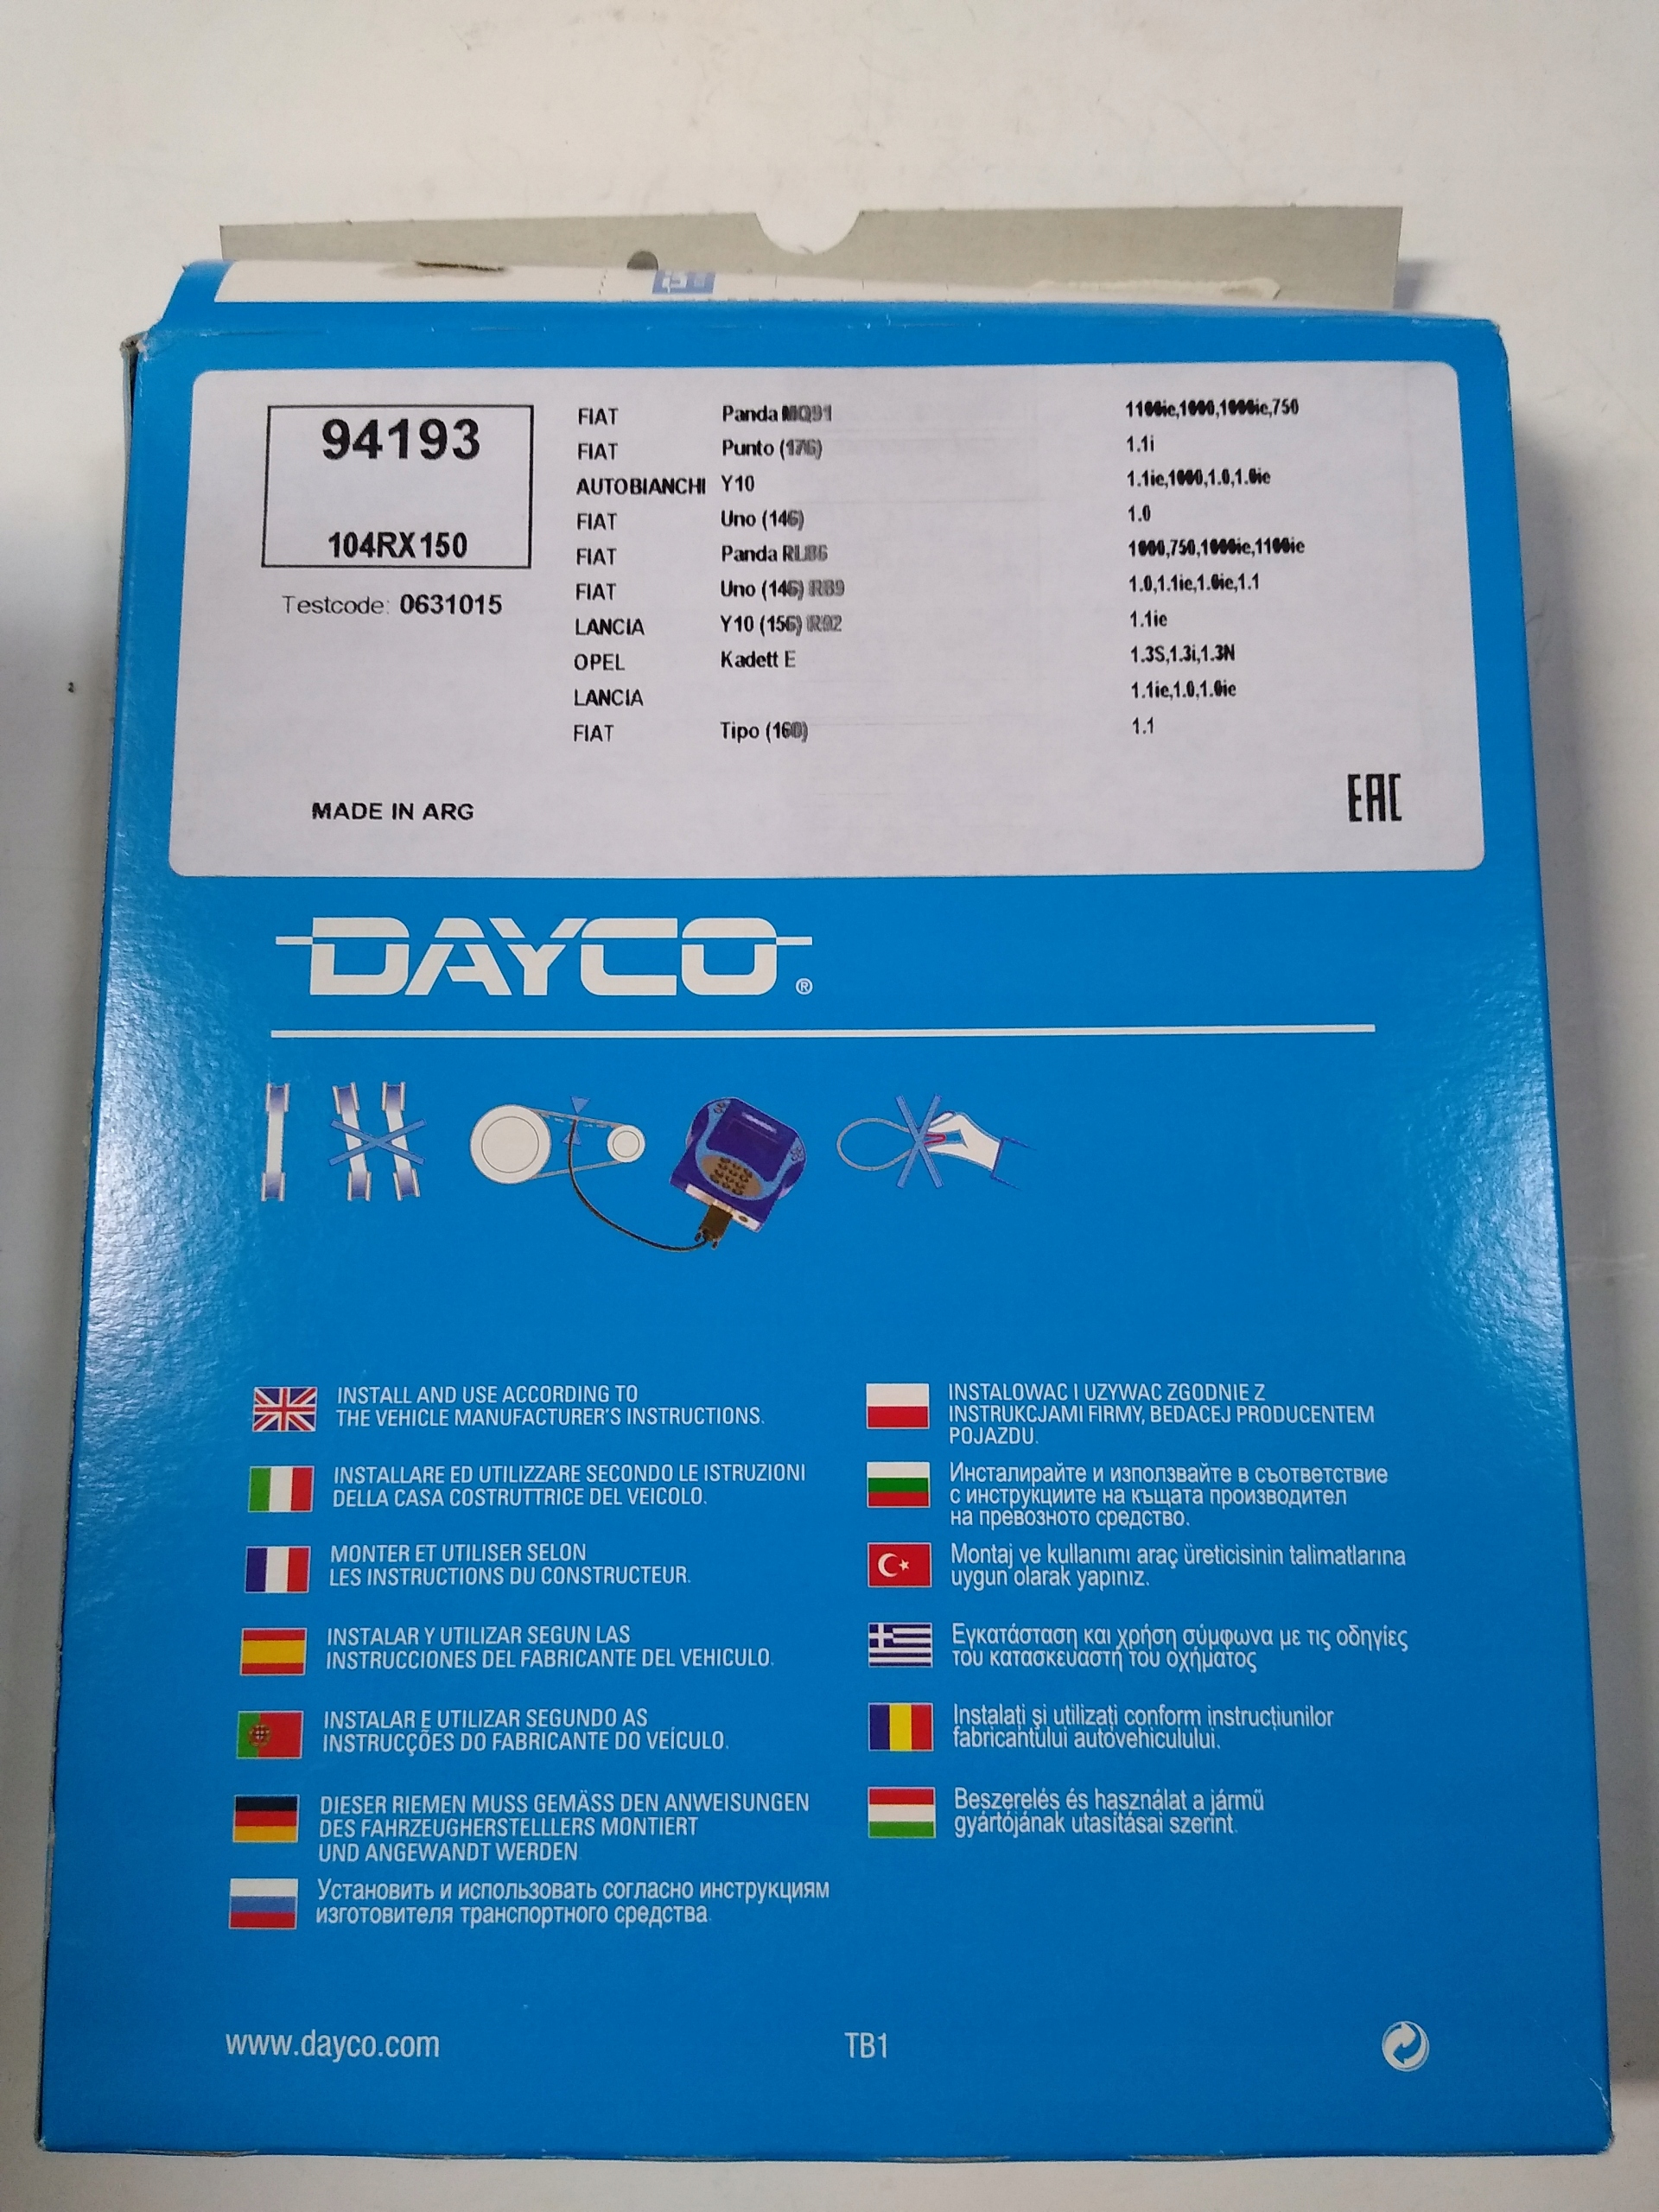 94193
104RX150
Testcode: 0631015
FIAT Panda MQ91 1100ie,1000,1000ie,750
FIAT Punto (176) 1.1i
AUTOBIANCHI Y10 1.1ie,1000,1.0,1.0ie
FIAT Uno (146) 1.0
FIAT Panda RL86 1000,750,1000ie,1100ie
FIAT Uno (146) R89 1.0,1.1ie,1.0ie,1.1
LANCIA Y10 (156) R92 1.1ie
OPEL Kadett E 1.3S,1.3i,1.3N
LANCIA 1.1ie,1.0,1.0ie
FIAT Tipo (160) 1.1
MADE IN ARG
EAC
DAYCO®
INSTALL AND USE ACCORDING TO
THE VEHICLE MANUFACTURER'S INSTRUCTIONS.
INSTALLARE ED UTILIZZARE SECONDO LE ISTRUZIONI
DELLA CASA COSTRUTTRICE DEL VEICOLO.
MONTER ET UTILISER SELON
LES INSTRUCTIONS DU CONSTRUCTEUR.
INSTALAR Y UTILIZAR SEGUN LAS
INSTRUCCIONES DEL FABRICANTE DEL VEHICULO.
INSTALAR E UTILIZAR SEGUNDO AS
INSTRUCÇÕES DO FABRICANTE DO VEÍCULO.
DIESER RIEMEN MUSS GEMÄSS DEN ANWEISUNGEN
DES FAHRZEUGHERSTELLLERS MONTIERT
UND ANGEWANDT WERDEN
Установить и использовать согласно инструкциям
изготовителя транспортного средства.
INSTALOWAC I UZYWAC ZGODNIE Z
INSTRUKCJAMI FIRMY, BEDACEJ PRODUCENTEM
POJAZDU.
Инсталирайте и използвайте в съответствие
с инструкциите на къщата производител
на превозното средство.
Montaj ve kullanımı araç üreticisinin talimatlarına
uygun olarak yapınız.
Εγκατάσταση και χρήση σύμφωνα με τις οδηγίες
του κατασκευαστή του οχήματος
Instalați și utilizați conform instrucțiunilor
fabricantului autovehiculului.
Beszerelés és használat a jármű
gyártójának utasításai szerint.
www.dayco.com
TB1